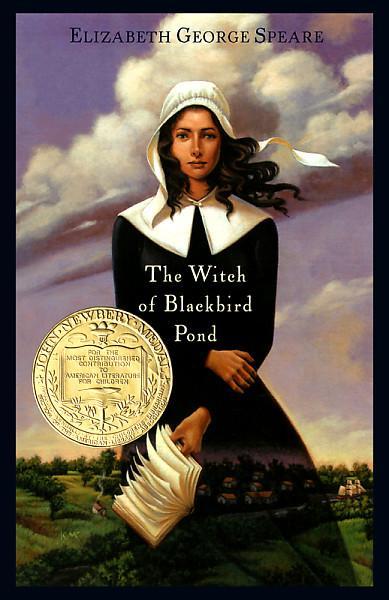 ELIZABETH GEORGE SPEARE
The Witch
of Blackbird
Pond
JOHN NEWBERY MEDAL
FOR THE
MOST DISTINGUISHED
CONTRIBUTION
TO
AMERICAN LITERATURE
FOR CHILDREN